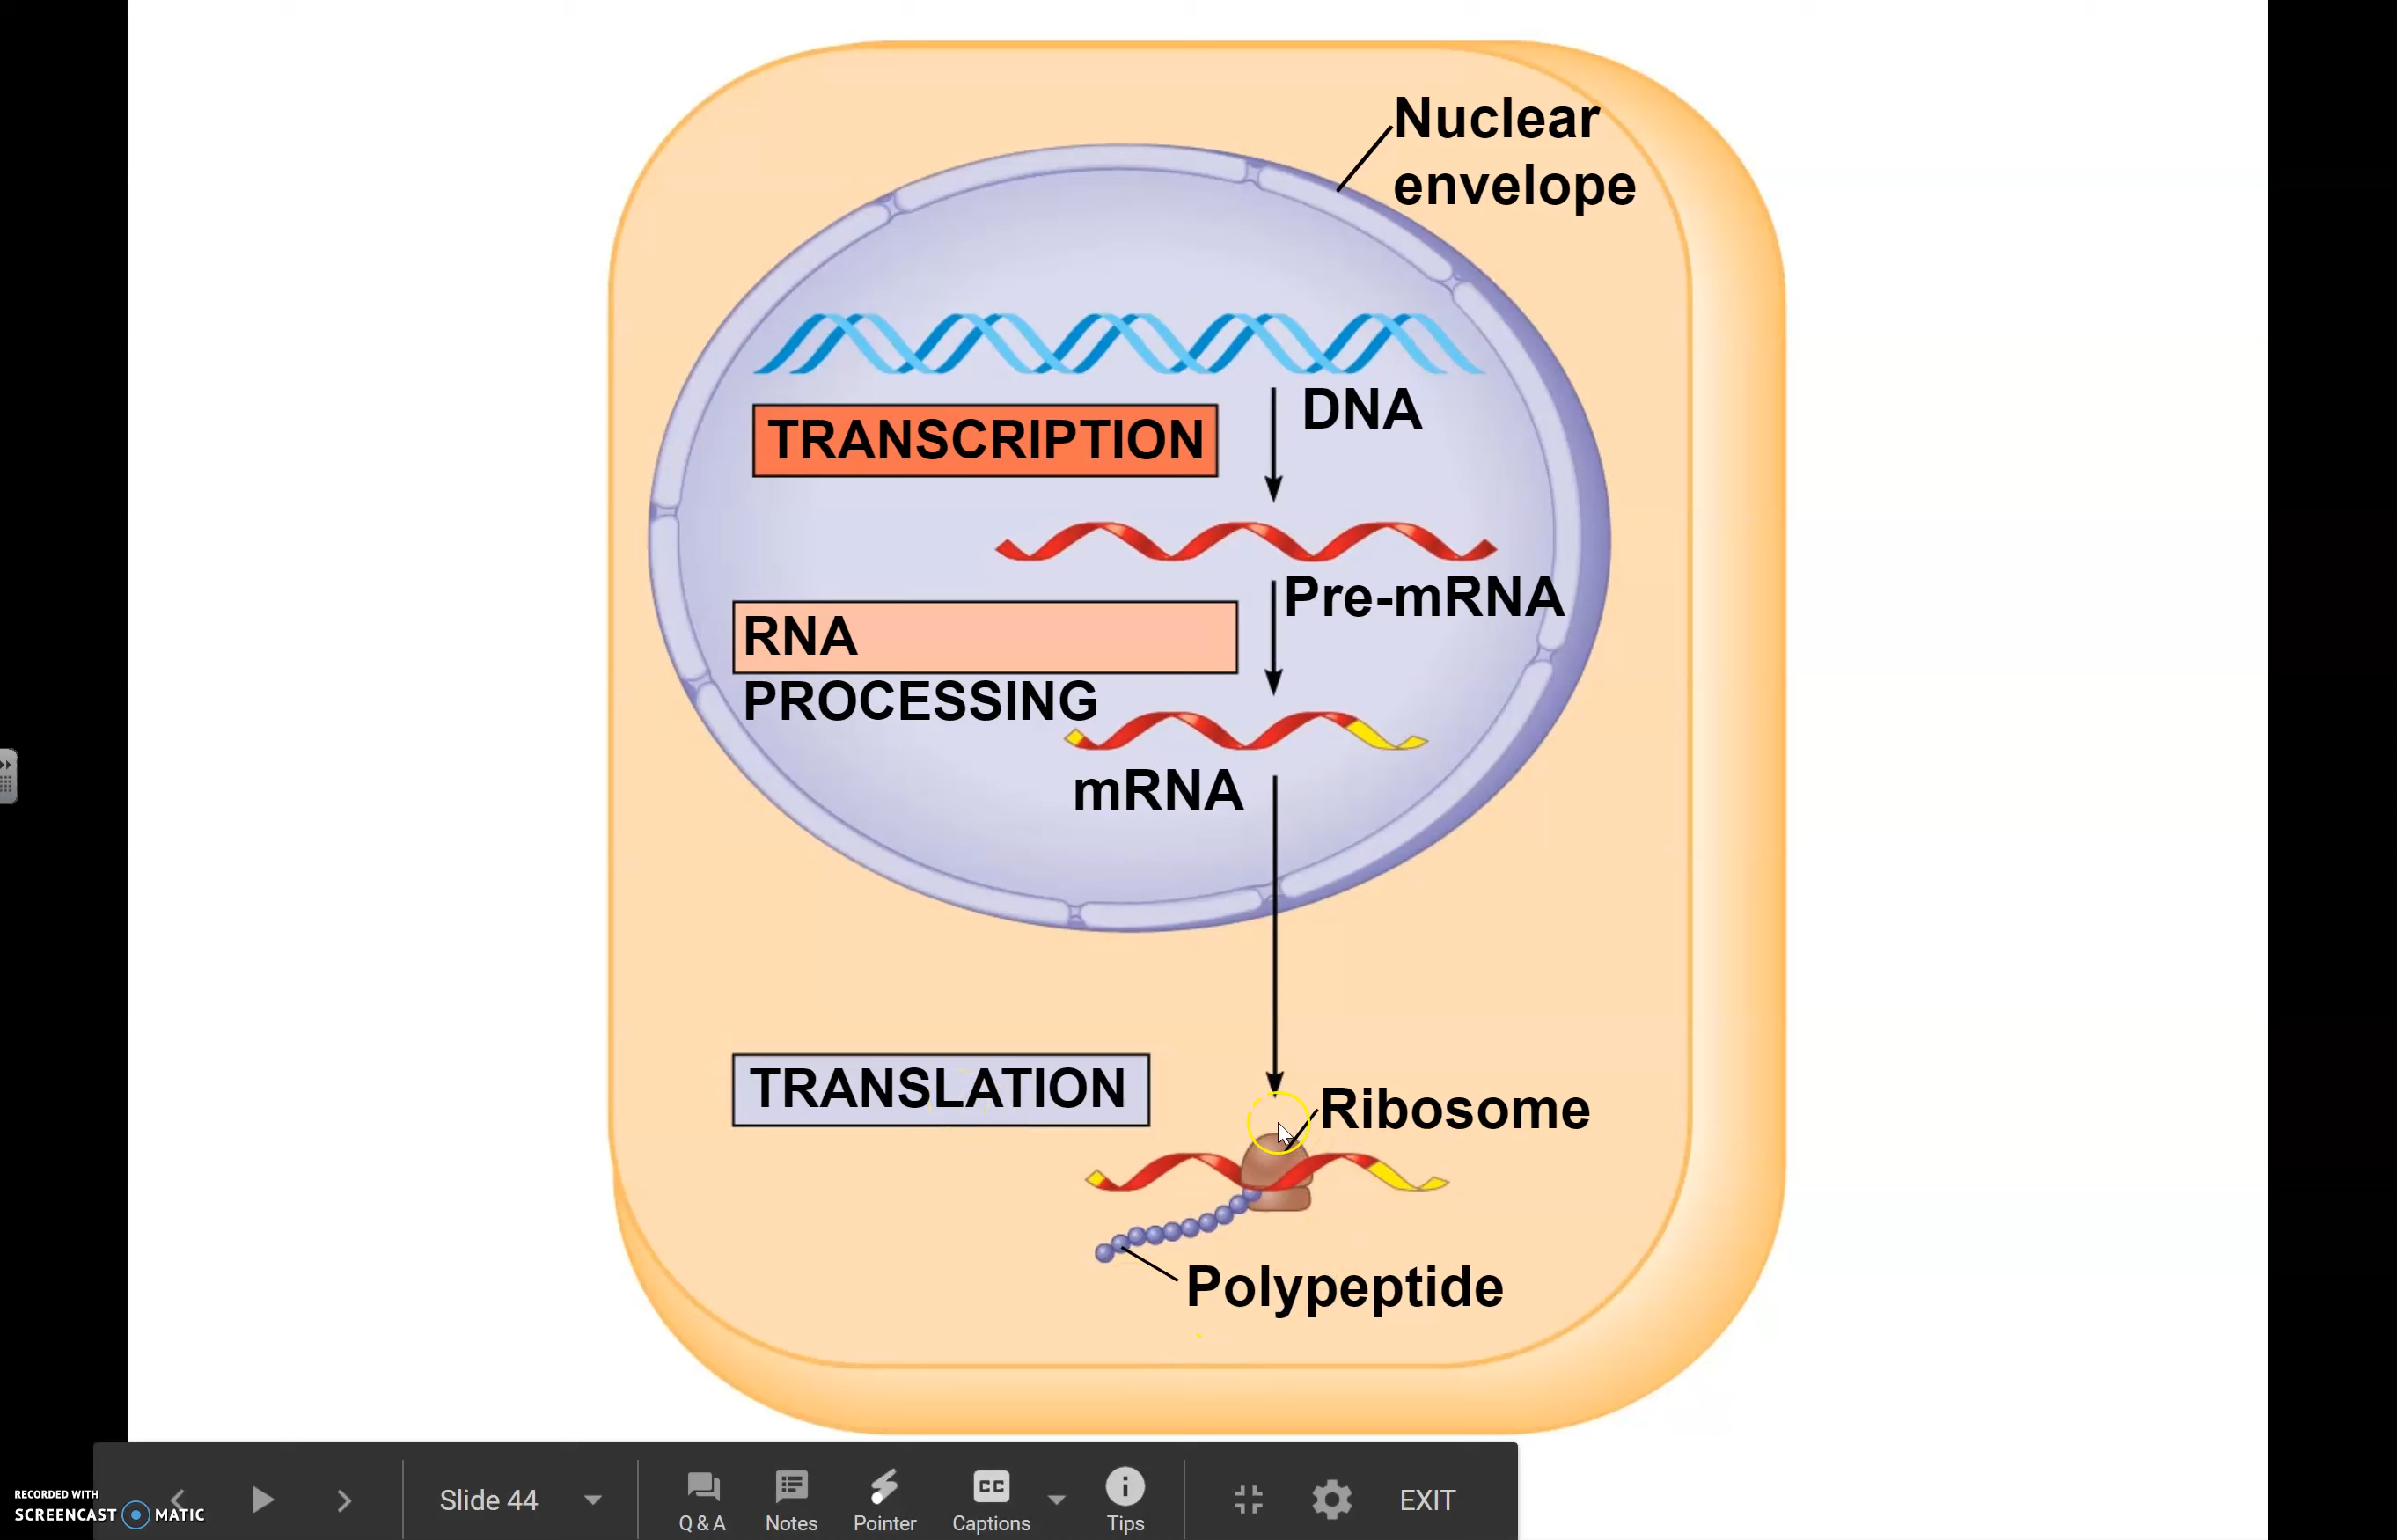 Nuclear
envelope
DNA
TRANSCRIPTION
Pre-mRNA
RNA
PROCESSING
mRNA
TRANSLATION
Ribosome
Polypeptide
RECORDED WITH
SCREENCAST MATIC
Slide 44
Q & A
Notes
Pointer
CC
Captions
Tips
EXIT